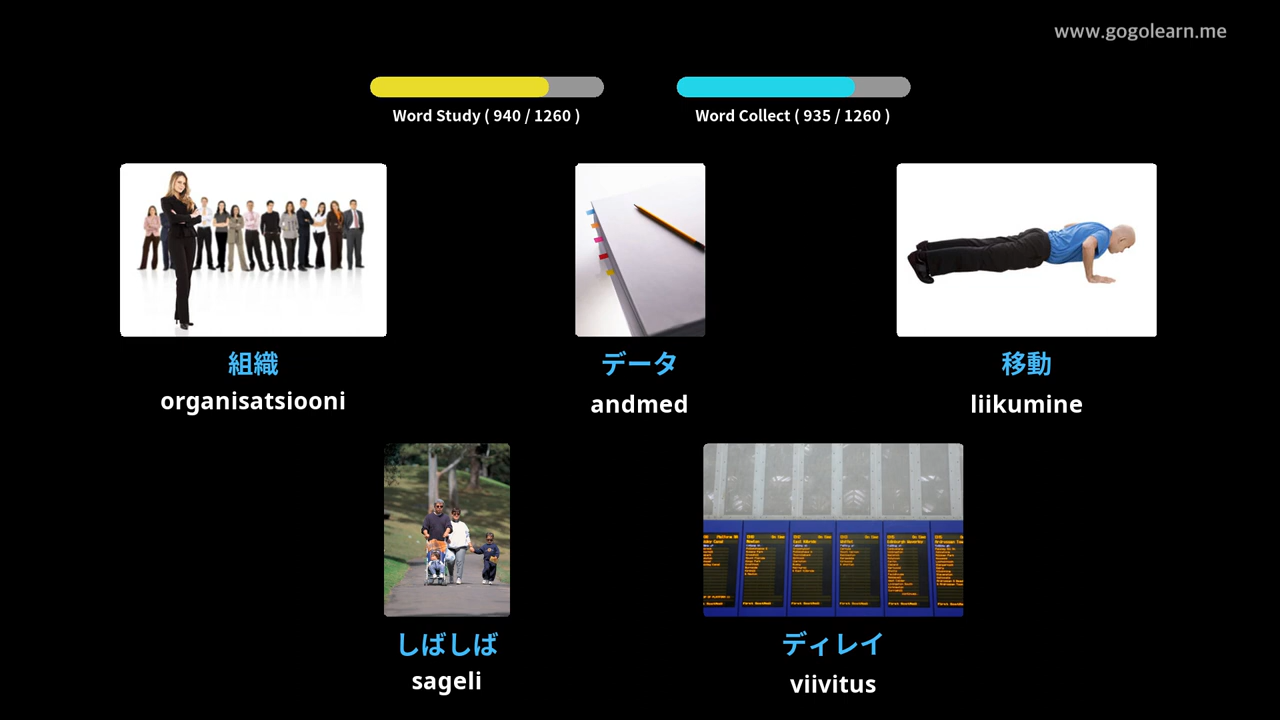 www.gogolearn.me
Word Study ( 940 / 1260 )
Word Collect ( 935 / 1260 )
組織
organisatsiooni
データ
andmed
移動
liikumine
しばしば
sageli
ディレイ
viivitus